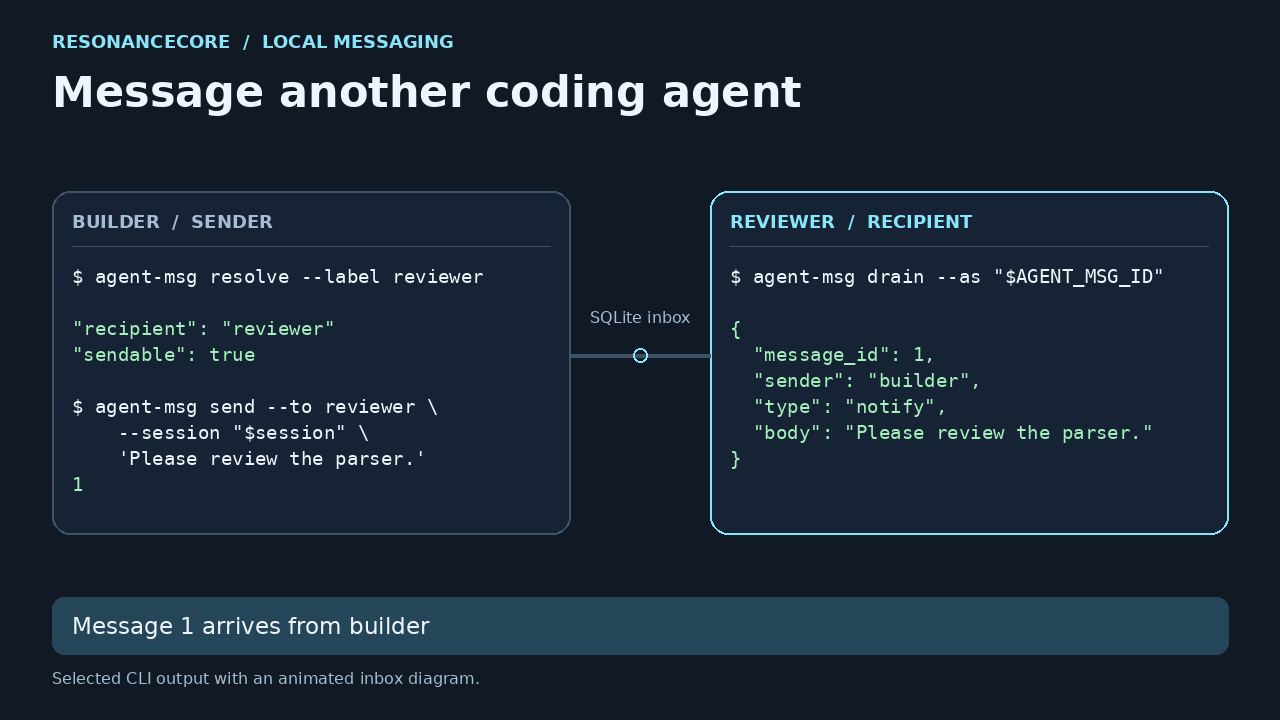 RESONANCECORE / LOCAL MESSAGING
Message another coding agent
BUILDER / SENDER
$ agent-msg resolve --label reviewer
"recipient": "reviewer"
"sendable": true
$ agent-msg send --to reviewer \
    --session "$session" \
    'Please review the parser.'
1
SQLite inbox
REVIEWER / RECIPIENT
$ agent-msg drain --as "$AGENT_MSG_ID"
{
  "message_id": 1,
  "sender": "builder",
  "type": "notify",
  "body": "Please review the parser."
}
Message 1 arrives from builder
Selected CLI output with an animated inbox diagram.